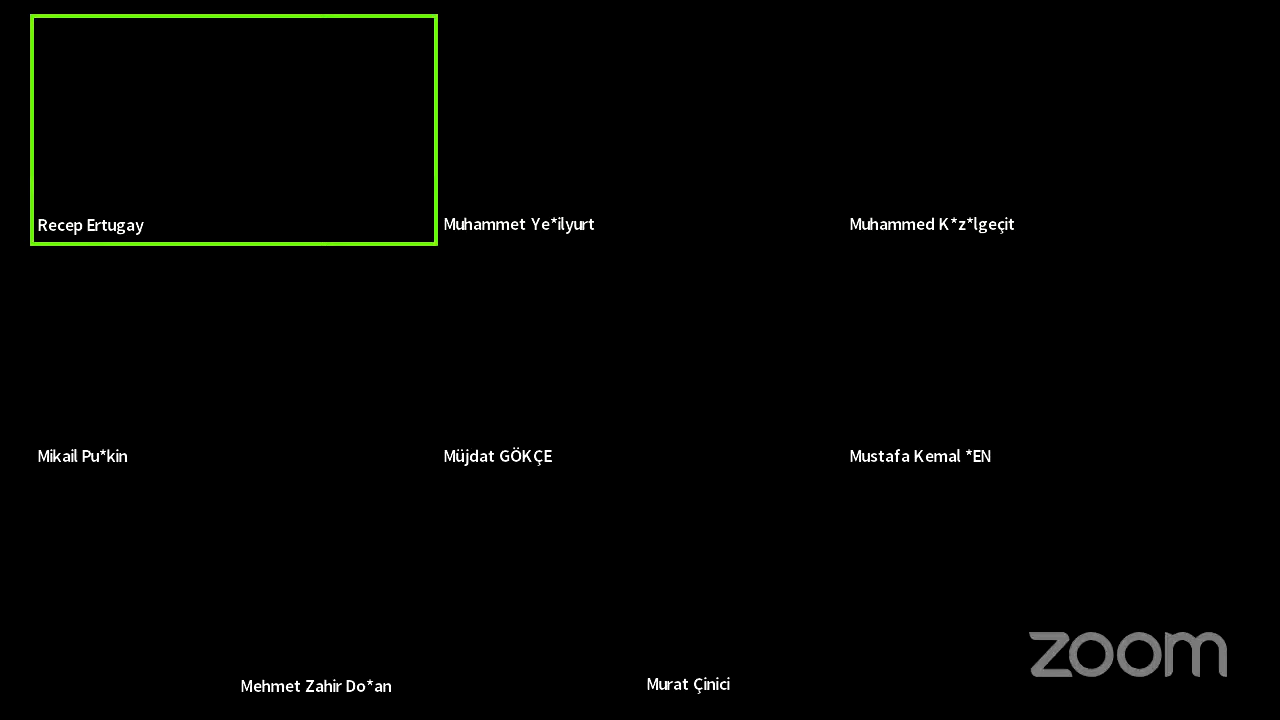 Recep Ertugay
Muhammet Ye*ilyurt
Muhammed K*z*lgeçit
Mikail Pu*kin
Müjdat GÖKÇE
Mustafa Kemal *EN
Mehmet Zahir Do*an
Murat Çinici
zoom